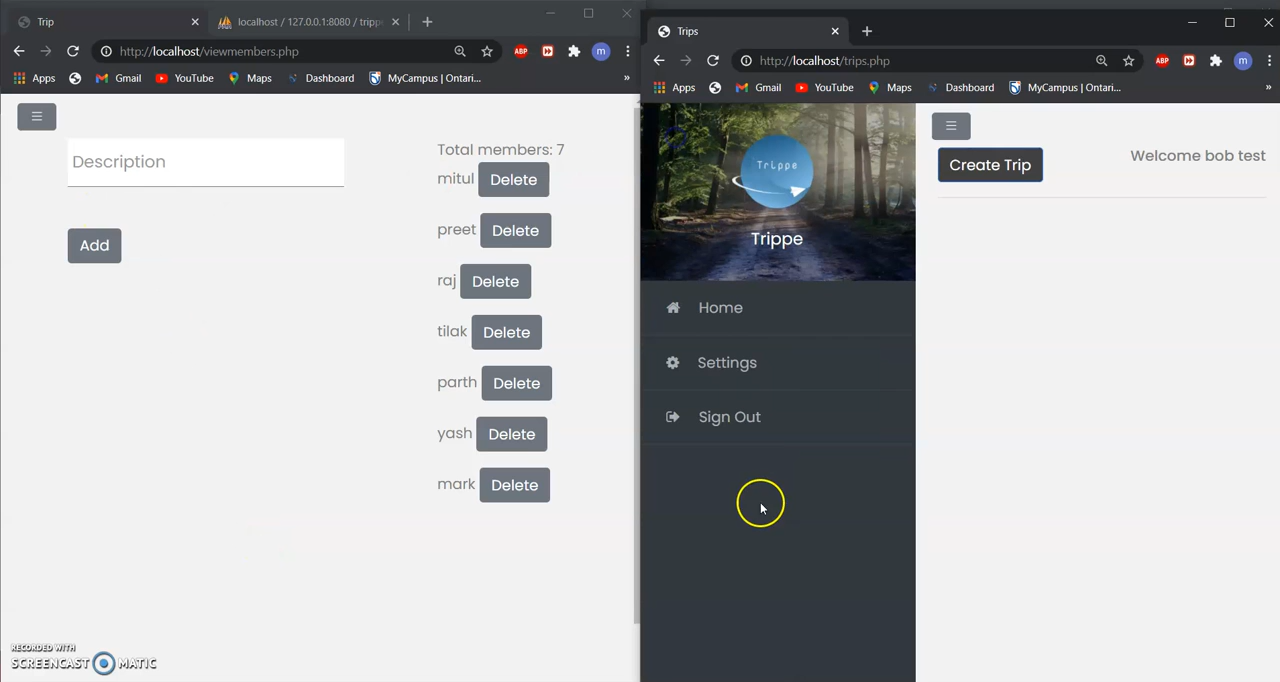 Trip
localhost / 127.0.0.1:8080 / trippe
http://localhost/viewmembers.php
ABP
m
Apps
Gmail
YouTube
Maps
Dashboard
MyCampus | Ontari...
»
Description
Add
Total members: 7
mitul Delete
preet Delete
raj Delete
tilak Delete
parth Delete
yash Delete
mark Delete
RECORDED WITH
SCREENCAST MATIC
Trips
http://localhost/trips.php
ABP
m
Apps
Gmail
YouTube
Maps
Dashboard
MyCampus | Ontari...
»
Trippe
Trippe
Home
Settings
Sign Out
Create Trip
Welcome bob test